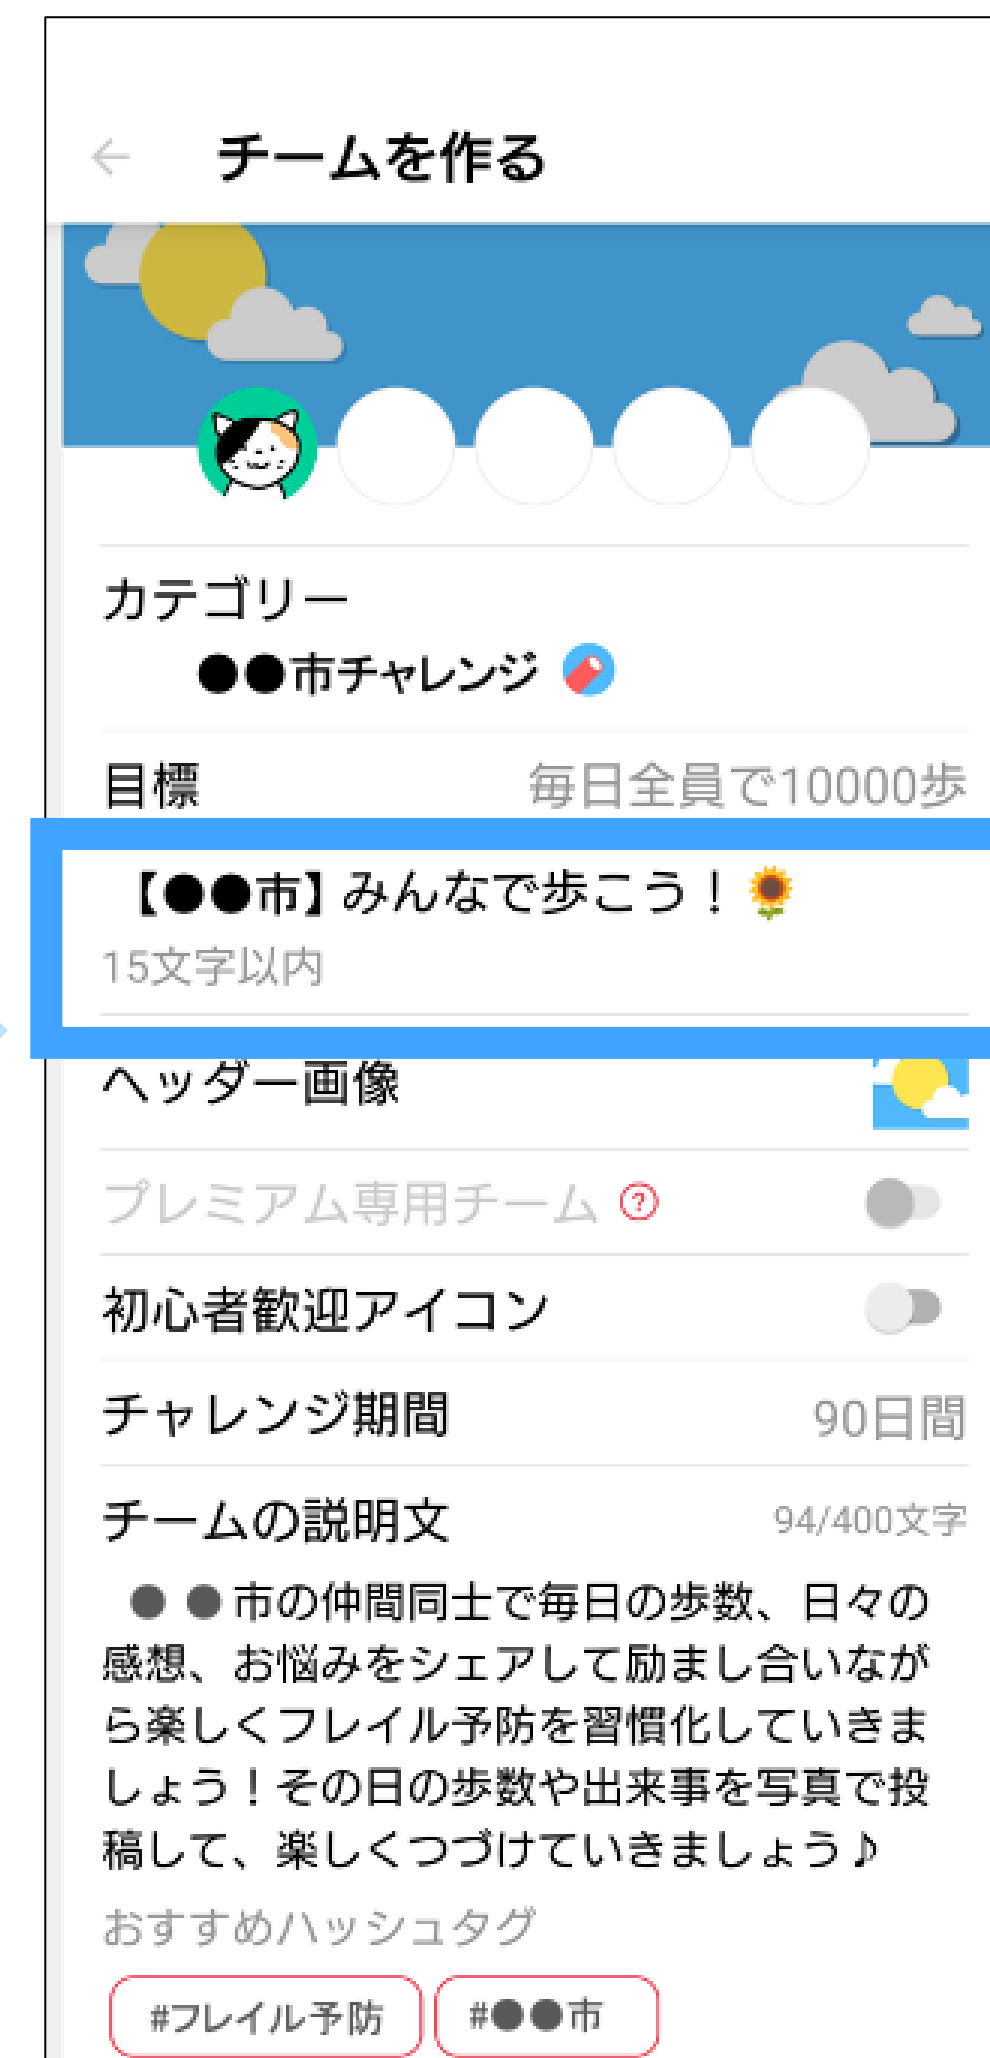 チームを作る
カテゴリー
●●市チャレンジ
目標 毎日全員で10000歩
【●●市】みんなで歩こう！🌻
15文字以内
ヘッダー画像
プレミアム専用チーム ?
初心者歓迎アイコン
チャレンジ期間 90日間
チームの説明文 94/400文字
●●市の仲間同士で毎日の歩数、日々の
感想、お悩みをシェアして励まし合いなが
ら楽しくフレイル予防を習慣化していきま
しょう！その日の歩数や出来事を写真で投
稿して、楽しくつづけていきましょう♪
おすすめハッシュタグ
#フレイル予防 #●●市